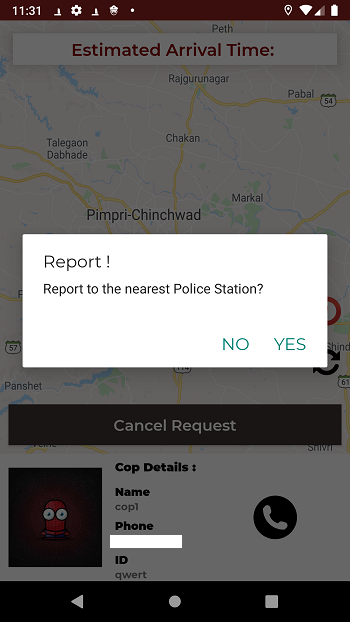 11:31
Estimated Arrival Time:
Peth
Rajgurunagar
Pabal
54
Talegaon
Dabhade
Chakan
Markal
Pimpri-Chinchwad
Report !
Report to the nearest Police Station?
NO YES
57
Shind
Panshet
Cancel Request
Shivri
Cop Details :
Name
cop1
Phone
ID
qwert